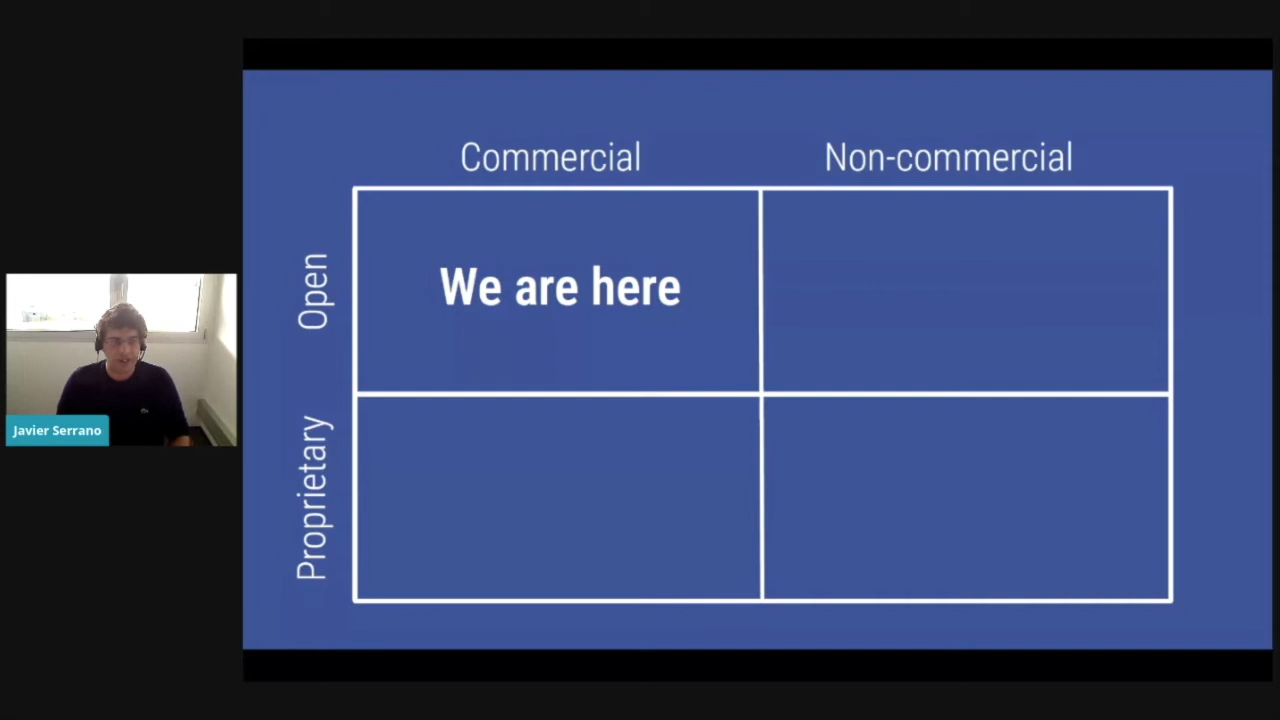 Commercial
Non-commercial
Open
We are here
Proprietary
Javier Serrano